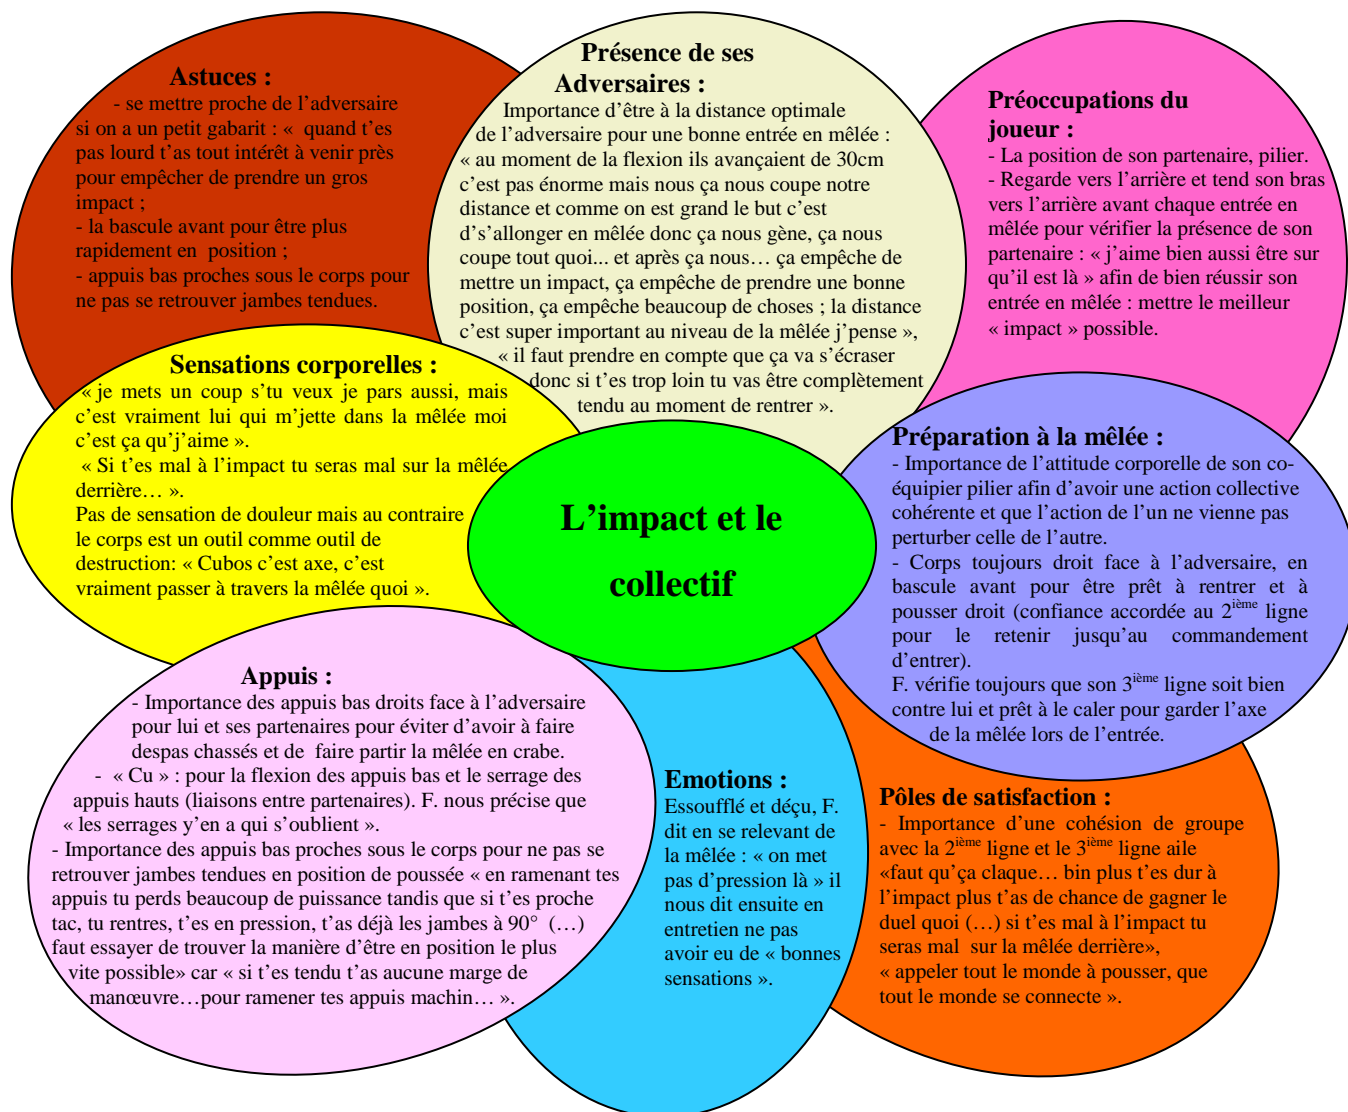 Astuces :
- se mettre proche de l’adversaire
si on a un petit gabarit : «  quand t’es
pas lourd t’as tout intérêt à venir près
pour empêcher de prendre un gros
impact ;
- la bascule avant pour être plus
rapidement en  position ;
- appuis bas proches sous le corps pour
ne pas se retrouver jambes tendues.
Présence de ses
Adversaires :
Importance d’être à la distance optimale
de l’adversaire pour une bonne entrée en mêlée :
« au moment de la flexion ils avançaient de 30cm
c’est pas énorme mais nous ça nous coupe notre
distance et comme on est grand le but c’est
d’s’allonger en mêlée donc ça nous gène, ça nous
coupe tout quoi... et après ça nous… ça empêche de
mettre un impact, ça empêche de prendre une bonne
position, ça empêche beaucoup de choses ; la distance
c’est super important au niveau de la mêlée j’pense »,
« il faut prendre en compte que ça va s’écraser
donc si t’es trop loin tu vas être complètement
tendu au moment de rentrer ».
Préoccupations du
joueur :
- La position de son partenaire, pilier.
- Regarde vers l’arrière et tend son bras
vers l’arrière avant chaque entrée en
mêlée pour vérifier la présence de son
partenaire : « j’aime bien aussi être sur
qu’il est là » afin de bien réussir son
entrée en mêlée : mettre le meilleur
« impact » possible.
Sensations corporelles :
« je mets un coup s’tu veux je pars aussi, mais
c’est vraiment lui qui m’jette dans la mêlée moi
c’est ça qu’j’aime ».
« Si t’es mal à l’impact tu seras mal sur la mêlée
derrière… ».
Pas de sensation de douleur mais au contraire
le corps est un outil comme outil de
destruction: « Cubos c’est axe, c’est
vraiment passer à travers la mêlée quoi ».
L’impact et le
collectif
Préparation à la mêlée :
- Importance de l’attitude corporelle de son co-
équipier pilier afin d’avoir une action collective
cohérente et que l’action de l’un ne vienne pas
perturber celle de l’autre.
- Corps toujours droit face à l’adversaire, en
bascule avant pour être prêt à rentrer et à
pousser droit (confiance accordée au 2ième ligne
pour le retenir jusqu’au commandement
d’entrer).
F. vérifie toujours que son 3ième ligne soit bien
contre lui et prêt à le caler pour garder l’axe
de la mêlée lors de l’entrée.
Appuis :
- Importance des appuis bas droits face à l’adversaire
pour lui et ses partenaires pour éviter d’avoir à faire
despas chassés et de  faire partir la mêlée en crabe.
-  « Cu » : pour la flexion des appuis bas et le serrage des
appuis hauts (liaisons entre partenaires). F. nous précise que
« les serrages y’en a qui s’oublient ».
- Importance des appuis bas proches sous le corps pour ne pas se
retrouver jambes tendues en position de poussée « en ramenant tes
appuis tu perds beaucoup de puissance tandis que si t’es proche
tac, tu rentres, t’es en pression, t’as déjà les jambes à 90°  (…)
faut essayer de trouver la manière d’être en position le plus
vite possible» car « si t’es tendu t’as aucune marge de
manœuvre…pour ramener tes appuis machin… ».
Emotions :
Essoufflé et déçu, F.
dit en se relevant de
la mêlée : « on met
pas d’pression là » il
nous dit ensuite en
entretien ne pas
avoir eu de « bonnes
sensations ».
Pôles de satisfaction :
- Importance d’une cohésion de groupe
avec la 2ième ligne et le 3ième ligne aile
«faut qu’ça claque… bin plus t’es dur à
l’impact plus t’as de chance de gagner le
duel quoi (…) si t’es mal à l’impact tu
seras mal  sur la mêlée derrière»,
« appeler tout le monde à pousser, que
tout le monde se connecte ».